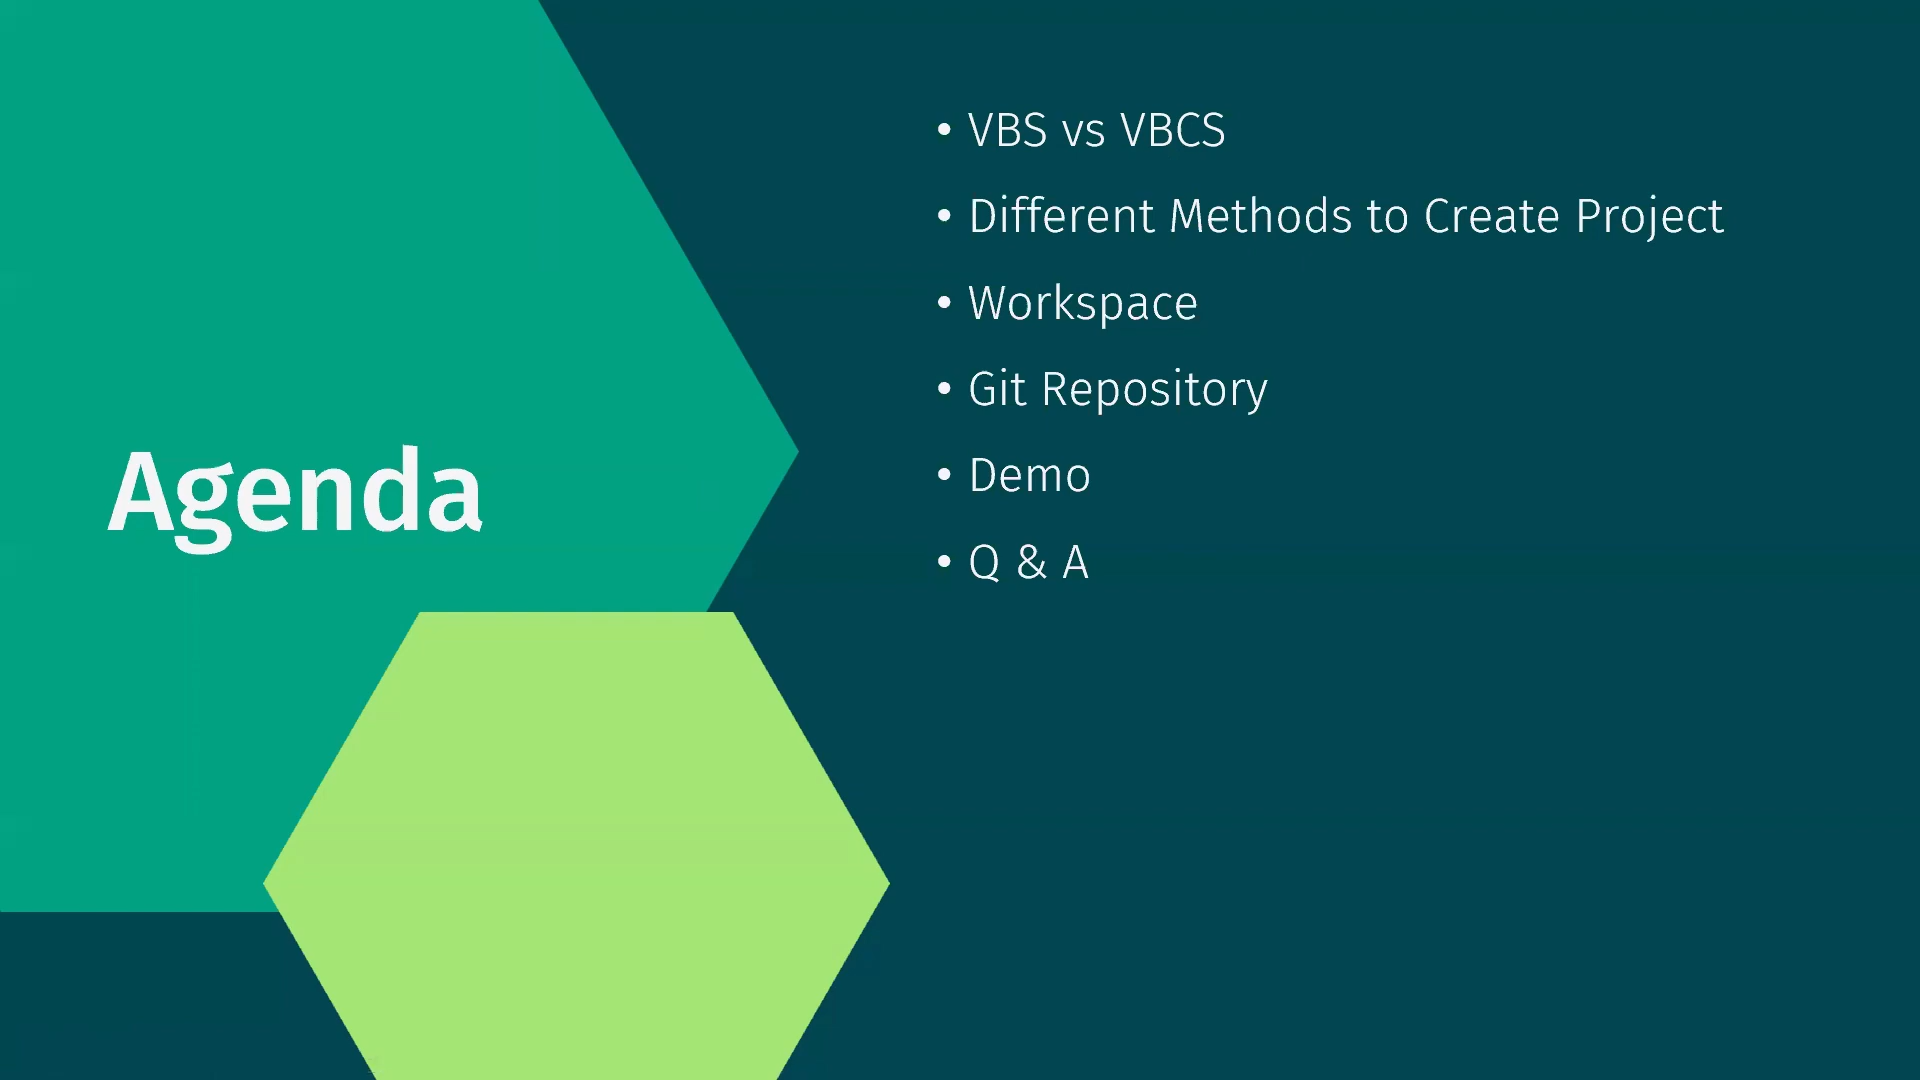 Agenda
• VBS vs VBCS
• Different Methods to Create Project
• Workspace
• Git Repository
• Demo
• Q & A